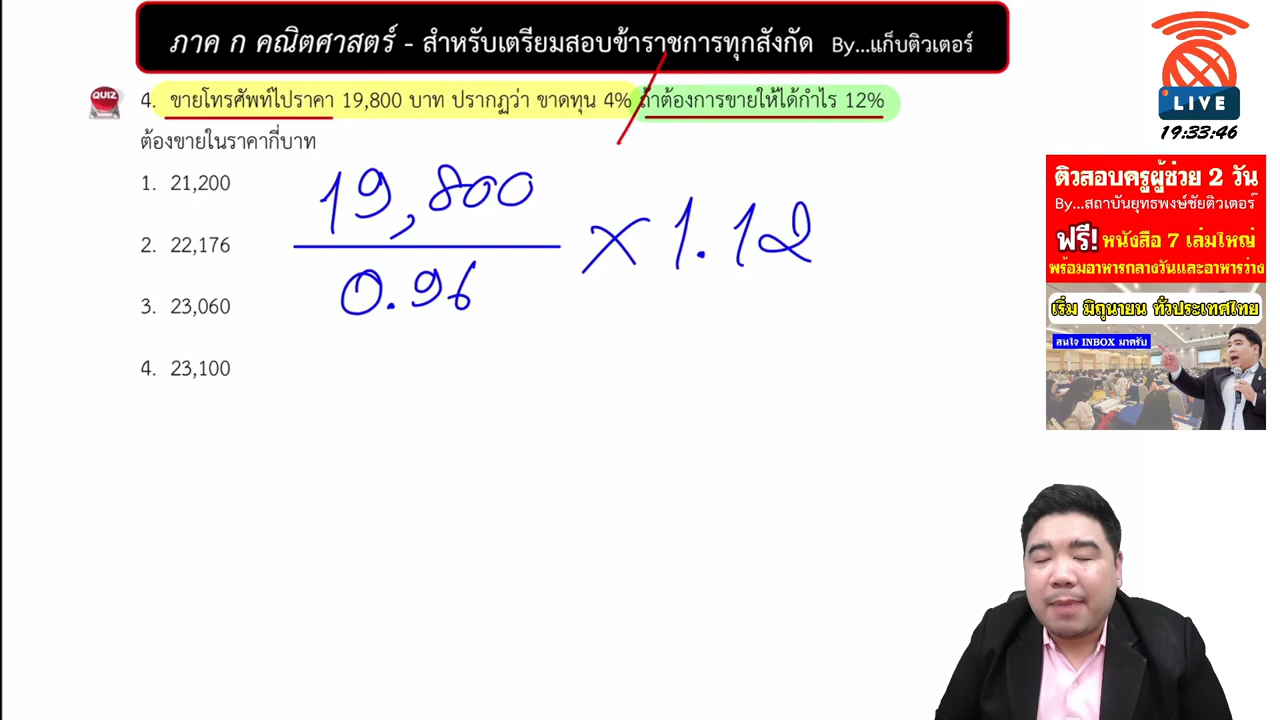 ภาค ก คณิตศาสตร์ - สำหรับเตรียมสอบข้าราชการทุกสังกัด By...แก็บติวเตอร์
QUIZ
4. ขายโทรศัพท์ไปราคา 19,800 บาท ปรากฏว่า ขาดทุน 4% ถ้าต้องการขายให้ได้กำไร 12%
ต้องขายในราคากี่บาท
1. 21,200
2. 22,176
3. 23,060
4. 23,100
19,800
0.96
× 1.12
LIVE
19:33:46
ติวสอบครูผู้ช่วย 2 วัน
By...สถาบันยุทธพงษ์ชัยติวเตอร์
ฟรี! หนังสือ 7 เล่มใหญ่
พร้อมอาหารกลางวันและอาหารว่าง
เริ่ม มิถุนายน ทั่วประเทศไทย
สนใจ INBOX มาครับ